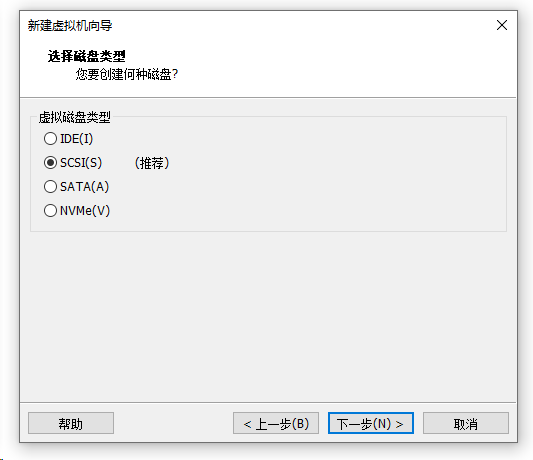 新建虚拟机向导
选择磁盘类型
您要创建何种磁盘?
虚拟磁盘类型
IDE(I)
SCSI(S) （推荐）
SATA(A)
NVMe(V)
帮助 < 上一步(B) 下一步(N) > 取消